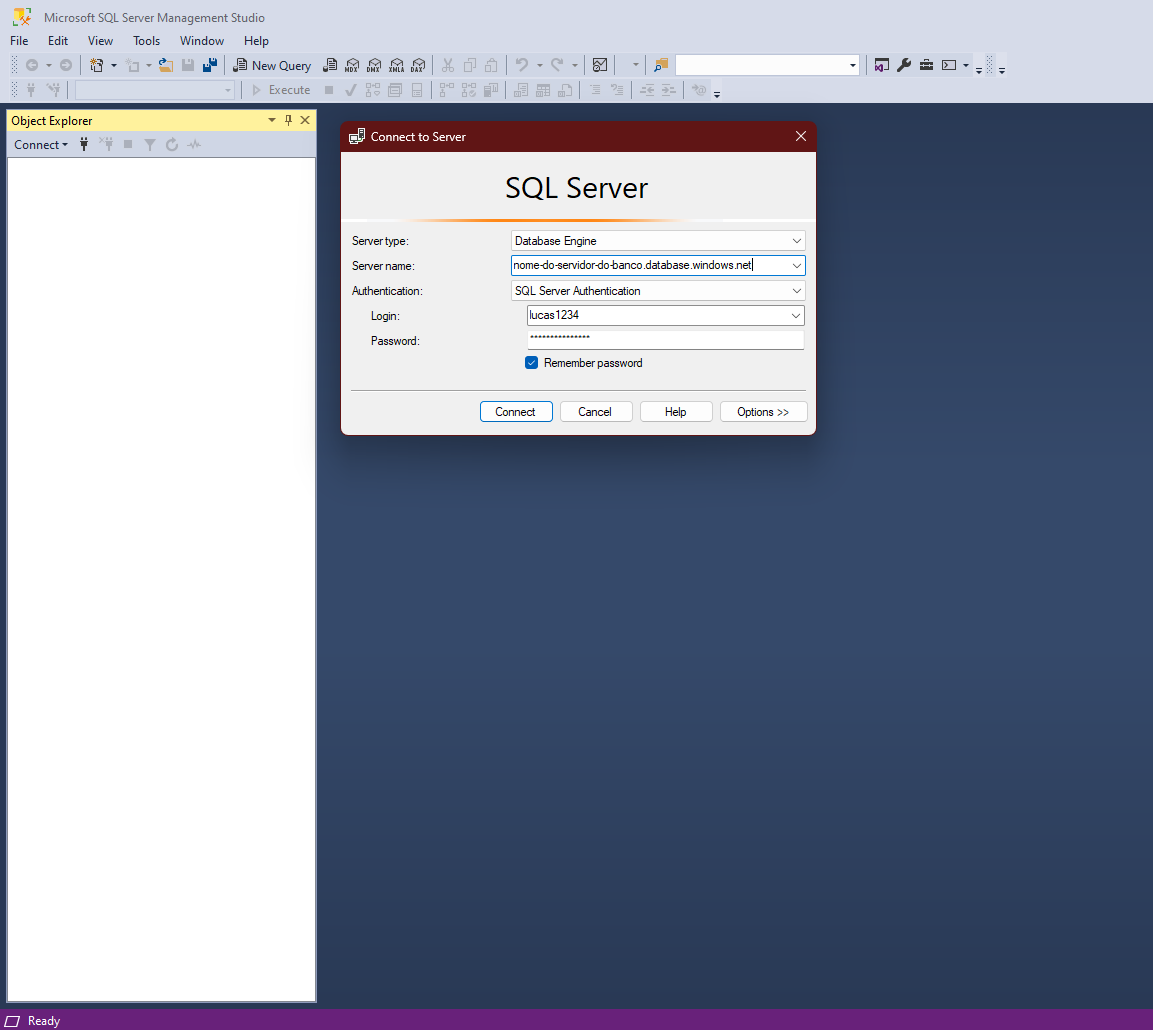 Microsoft SQL Server Management Studio
File Edit View Tools Window Help
New Query MDX DMX XMLA DAX
Execute
Object Explorer
Connect
Connect to Server
SQL Server
Server type: Database Engine
Server name: nome-do-servidor-do-banco.database.windows.net
Authentication: SQL Server Authentication
Login: lucas1234
Password: ***************
Remember password
Connect Cancel Help Options >>
Ready